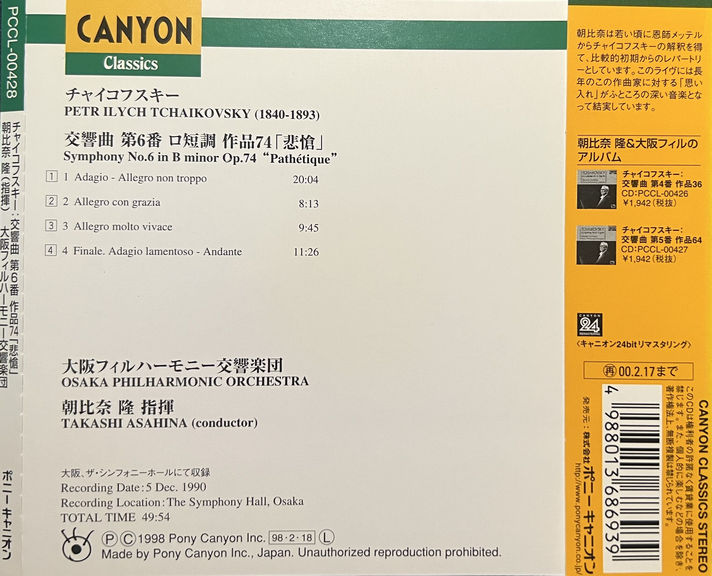 PCCL-00428
チャイコフスキー：交響曲 第6番 作品74「悲愴」
朝比奈 隆（指揮） 大阪フィルハーモニー交響楽団
ポニーキャニオン
CANYON
Classics
チャイコフスキー
PETR ILYCH TCHAIKOVSKY (1840-1893)
交響曲 第6番 ロ短調 作品74「悲愴」
Symphony No.6 in B minor Op.74 “Pathétique”
1 1 Adagio - Allegro non troppo 20:04
2 2 Allegro con grazia 8:13
3 3 Allegro molto vivace 9:45
4 4 Finale. Adagio lamentoso - Andante 11:26
大阪フィルハーモニー交響楽団
OSAKA PHILHARMONIC ORCHESTRA
朝比奈 隆 指揮
TAKASHI ASAHINA (conductor)
大阪、ザ・シンフォニーホールにて収録
Recording Date: 5 Dec. 1990
Recording Location: The Symphony Hall, Osaka
TOTAL TIME 49:54
Ⓟ Ⓒ 1998 Pony Canyon Inc. 98・2・18 Ⓛ
Made by Pony Canyon Inc., Japan. Unauthorized reproduction prohibited.
朝比奈は若い頃に恩師メッテル
からチャイコフスキーの解釈を得
て、比較的初期からのレパートリ
ーとしています。このライヴには長
年のこの作曲家に対する「思い
入れ」がふところの深い音楽とな
って結実しています。
朝比奈 隆&大阪フィルの
アルバム
チャイコフスキー：
交響曲 第4番 作品36
CD:PCCL-00426
¥1,942（税抜）
チャイコフスキー：
交響曲 第5番 作品64
CD:PCCL-00427
¥1,942（税抜）
CANYON
24
〈キャニオン24bitリマスタリング〉
再 00.2.17まで
4 988013 686939
発売元：株式会社ポニーキャニオン
http://www.ponycanyon.co.jp/
CANYON CLASSICS STEREO
このCDは権利者の許諾なく賃貸業に使用することを
禁じます。また、個人的に楽しむなどの場合を除き、
著作権法上、無断複製は禁じられています。